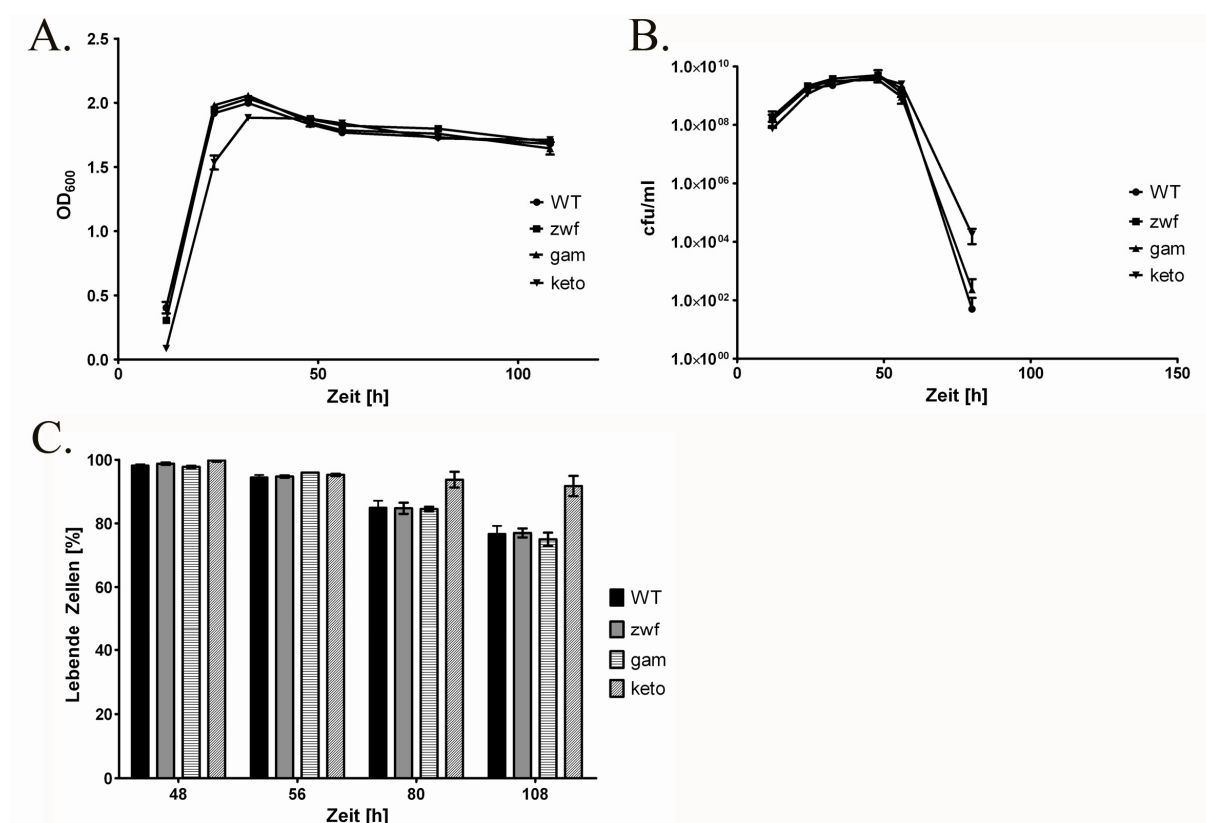 A.
2.5
2.0
1.5
1.0
0.5
0.0
OD600
0
50
100
Zeit [h]
WT
zwf
gam
keto
B.
1.0×10^10
1.0×10^08
1.0×10^06
1.0×10^04
1.0×10^02
1.0×10^00
cfu/ml
0
50
100
150
Zeit [h]
WT
zwf
gam
keto
C.
100
80
60
40
20
0
Lebende Zellen [%]
48
56
80
108
Zeit [h]
WT
zwf
gam
keto